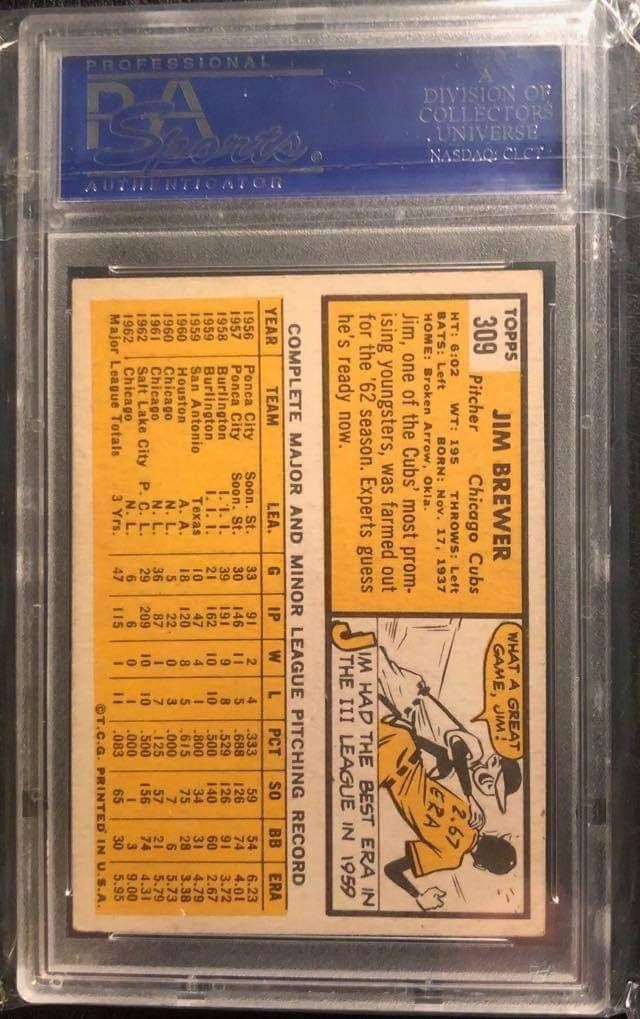 PROFESSIONAL
PSA
Sports
AUTHENTICATOR
A
DIVISION OF
COLLECTORS
UNIVERSE
NASDAQ: CLCT
TOPPS
309
JIM BREWER
Pitcher Chicago Cubs
HT: 6:02 WT: 195 THROWS: Left
BATS: Left BORN: Nov. 17, 1937
HOME: Broken Arrow, Okla.
Jim, one of the Cubs' most prom-
ising youngsters, was farmed out
for the '62 season. Experts guess
he's ready now.
WHAT A GREAT
GAME, JIM!
2.67
ERA
JIM HAD THE BEST ERA IN
THE III LEAGUE IN 1959
COMPLETE MAJOR AND MINOR LEAGUE PITCHING RECORD
YEAR TEAM LEA. G IP W L PCT SO BB ERA
1956 Ponca City Soon. St. 33 91 2 4 .333 59 54 6.23
1957 Ponca City Soon. St. 30 146 11 5 .688 126 74 4.01
1958 Burlington I. I. I. 39 161 9 8 .529 126 91 3.72
1959 Burlington I. I. I. 21 162 10 10 .500 140 60 2.67
1959 San Antonio Texas 10 47 4 1 .800 34 31 4.79
1960 Houston A. A. 18 120 8 5 .615 75 28 3.38
1960 Chicago N. L. 5 22 0 3 .000 7 6 5.73
1961 Chicago N. L. 36 87 1 7 .125 57 21 5.79
1962 Salt Lake City P. C. L. 29 209 10 10 .500 156 74 4.31
1962 Chicago N. L. 6 6 0 1 .000 1 3 9.00
Major League Totals 3 Yrs. 47 115 1 11 .083 65 30 5.95
©T.C.G. PRINTED IN U.S.A.